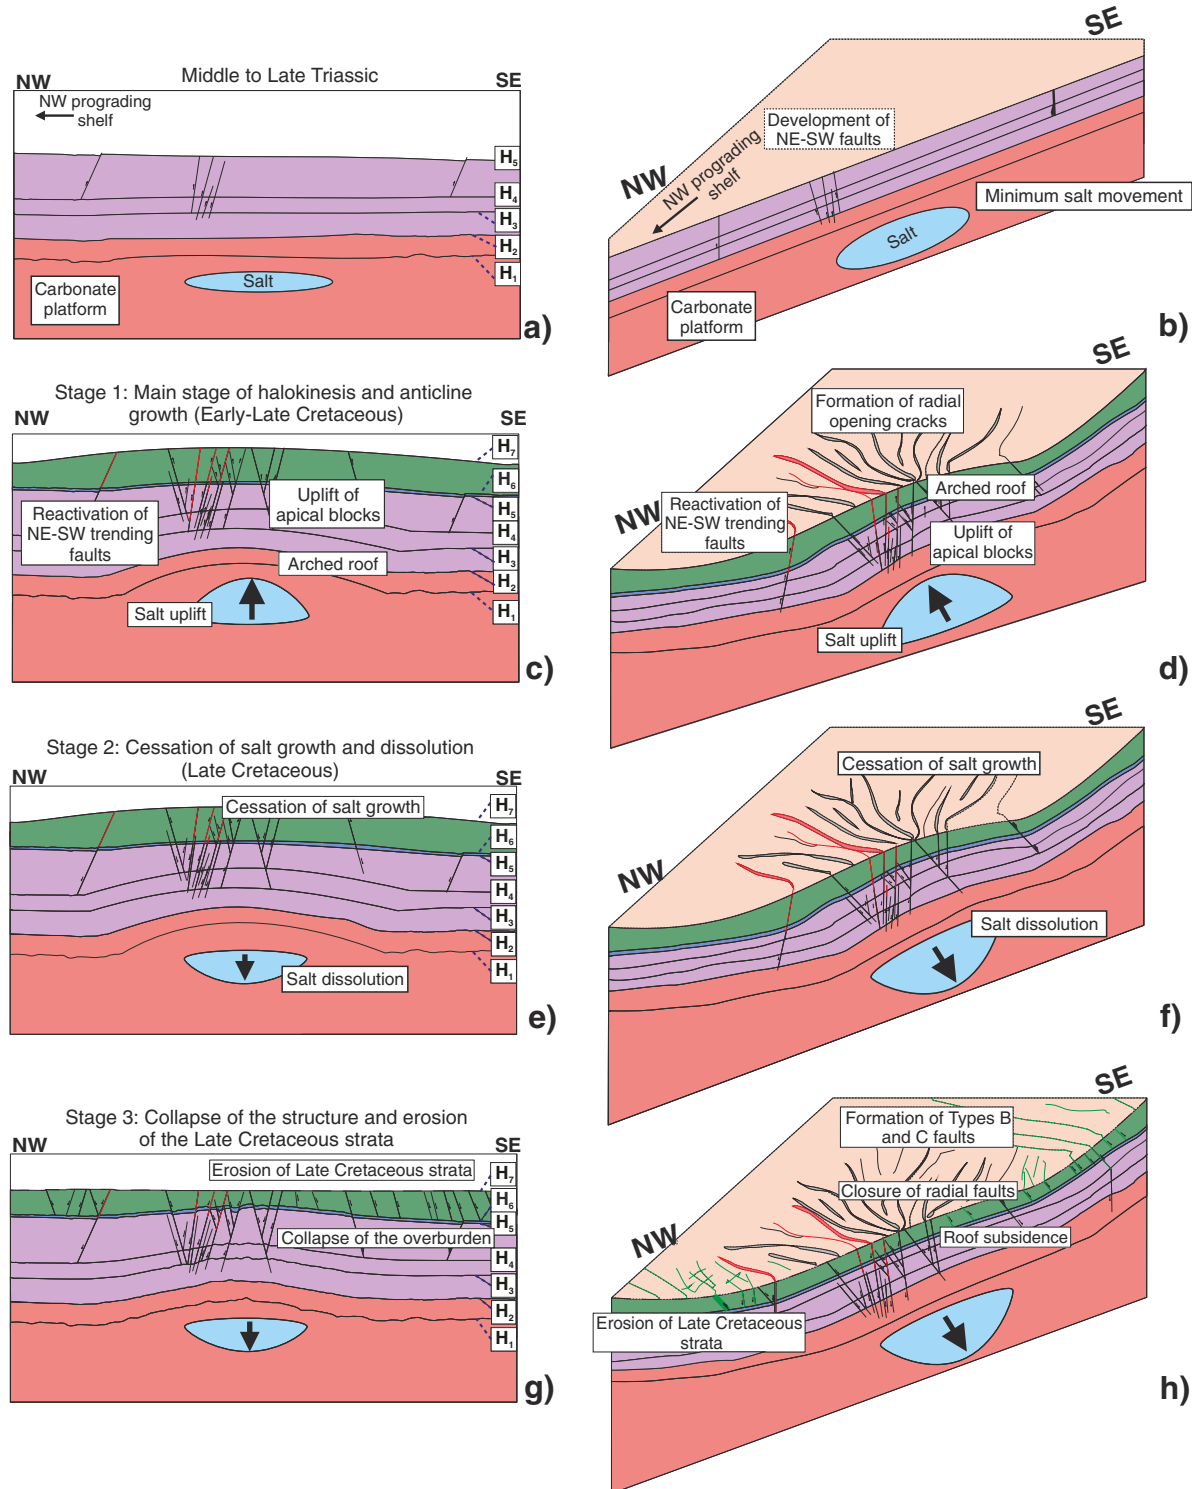 Middle to Late Triassic
NW
SE
NW prograding
shelf
H5
H4
H3
H2
H1
Salt
Carbonate
platform
a)
SE
Development of
NE-SW faults
NW
NW prograding
shelf
Minimum salt movement
Salt
Carbonate
platform
b)
Stage 1: Main stage of halokinesis and anticline
growth (Early-Late Cretaceous)
NW
SE
H7
H6
H5
H4
H3
H2
H1
Reactivation of
NE-SW trending
faults
Uplift of
apical blocks
Arched roof
Salt uplift
c)
SE
Formation of radial
opening cracks
Arched roof
NW
Reactivation of
NE-SW trending
faults
Uplift of
apical blocks
Salt uplift
d)
Stage 2: Cessation of salt growth and dissolution
(Late Cretaceous)
NW
SE
Cessation of salt growth
H7
H6
H5
H4
H3
H2
H1
Salt dissolution
e)
SE
Cessation of salt growth
NW
Salt dissolution
f)
Stage 3: Collapse of the structure and erosion
of the Late Cretaceous strata
NW
SE
Erosion of Late Cretaceous strata
H7
H6
H5
H4
H3
H2
H1
Collapse of the overburden
g)
SE
Formation of Types B
and C faults
Closure of radial faults
NW
Roof subsidence
Erosion of Late Cretaceous
strata
h)